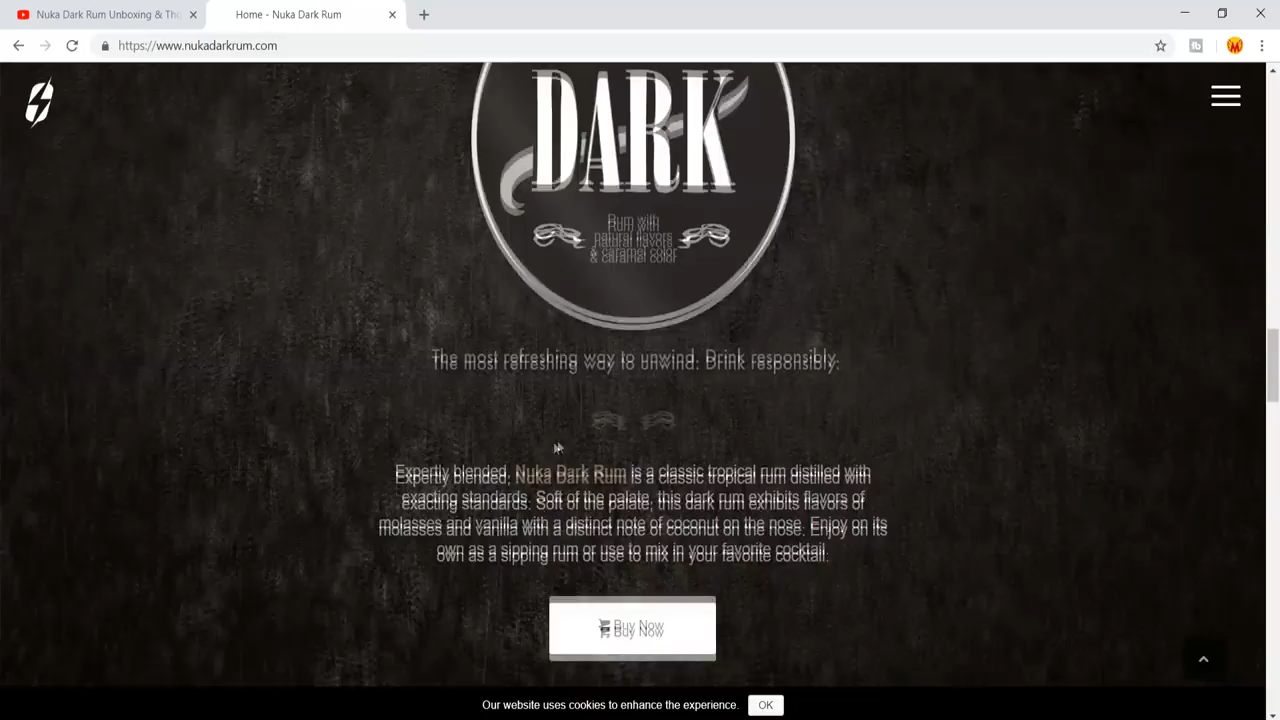 Nuka Dark Rum Unboxing & Tho
Home - Nuka Dark Rum
https://www.nukadarkrum.com
DARK
Rum with
natural flavors
& caramel color
The most refreshing way to unwind. Drink responsibly.
Expertly blended, Nuka Dark Rum is a classic tropical rum distilled with
exacting standards. Soft of the palate, this dark rum exhibits flavors of
molasses and vanilla with a distinct note of coconut on the nose. Enjoy on its
own as a sipping rum or use to mix in your favorite cocktail.
Buy Now
Our website uses cookies to enhance the experience.
OK